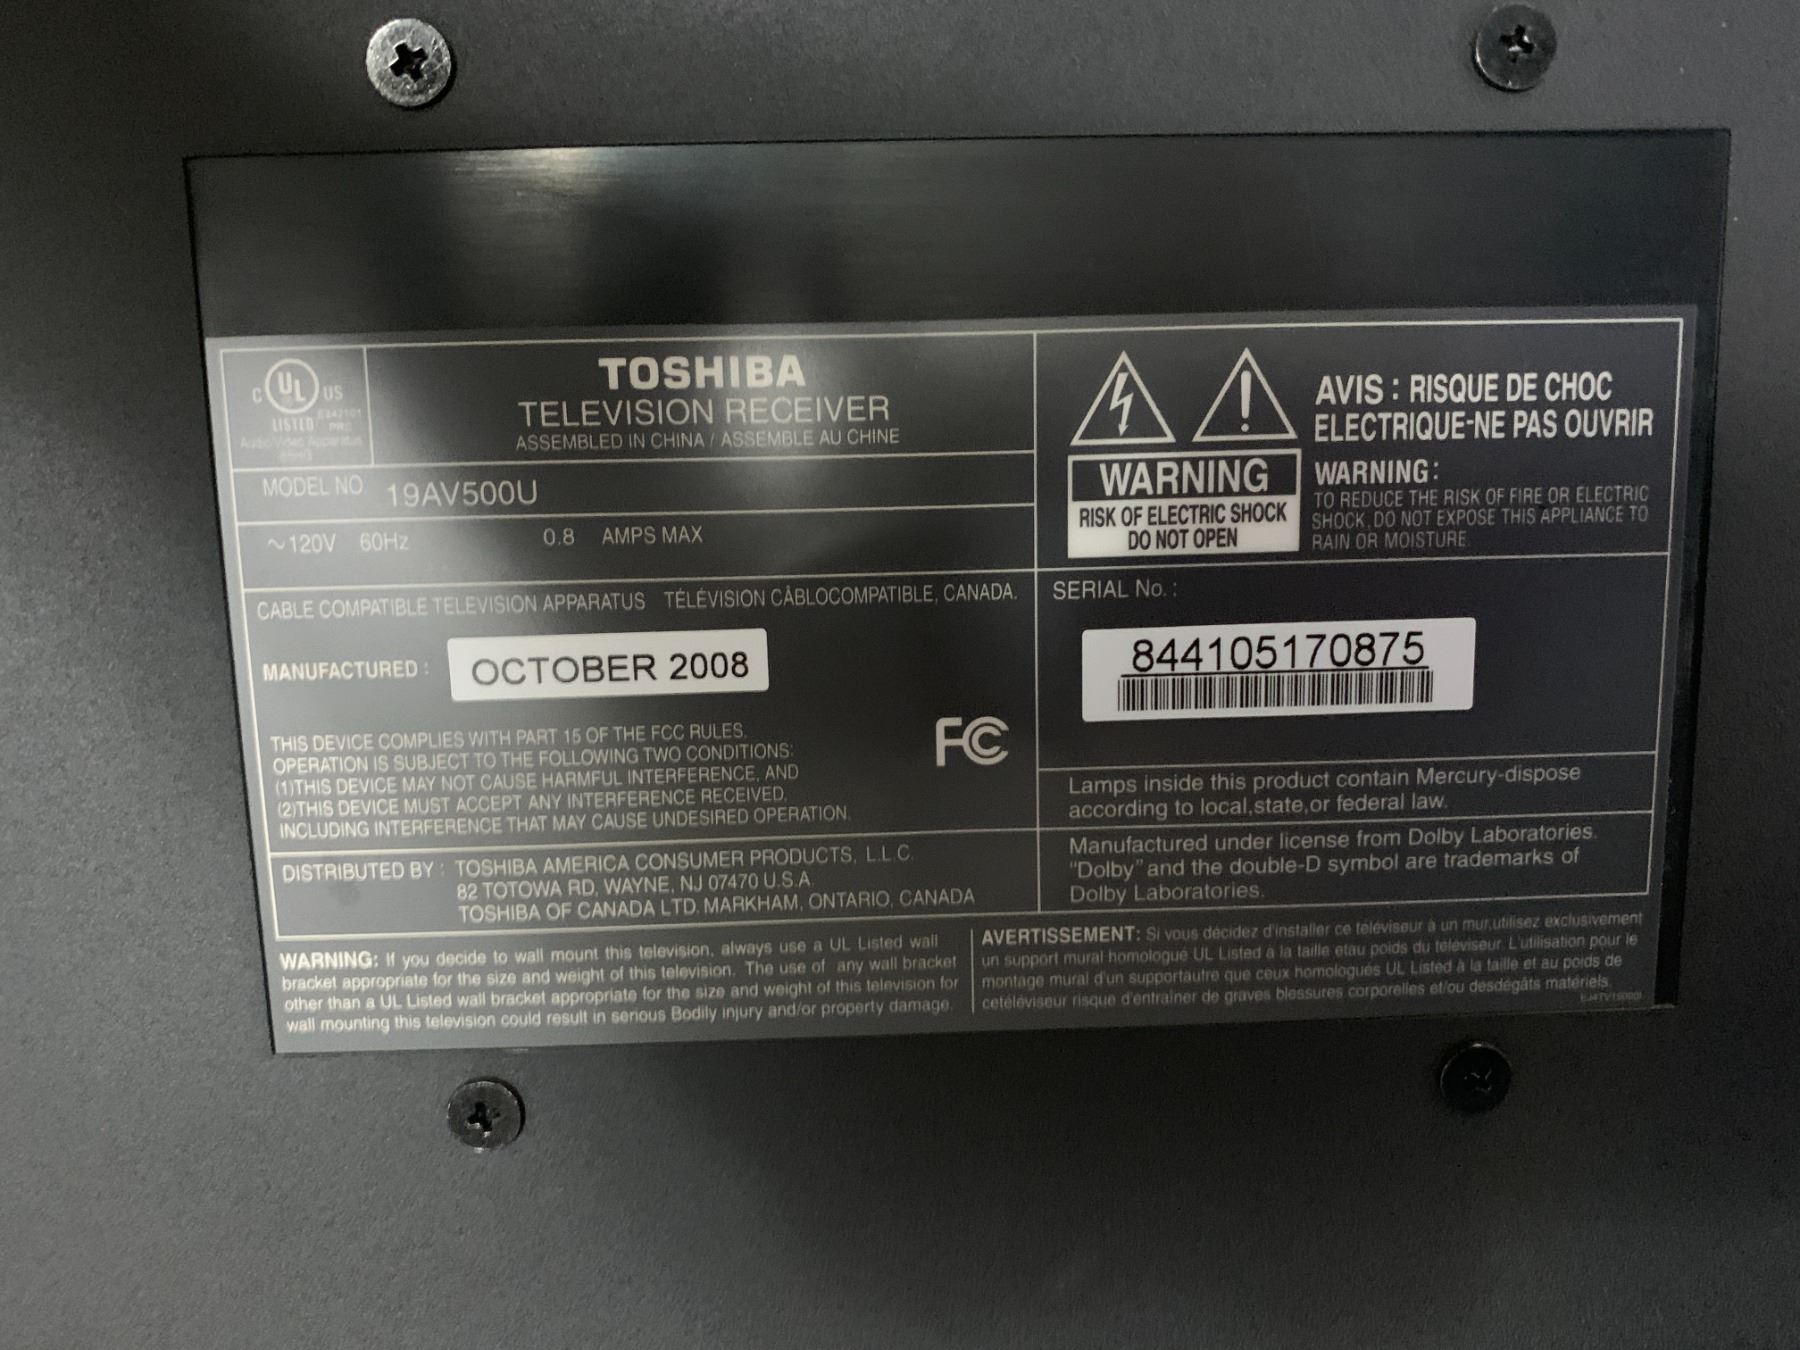 C UL US
LISTED
E342101
PRC
Audio/Video Apparatus
TOSHIBA
TELEVISION RECEIVER
ASSEMBLED IN CHINA / ASSEMBLE AU CHINE
MODEL NO 19AV500U
~120V 60Hz 0.8 AMPS MAX
CABLE COMPATIBLE TELEVISION APPARATUS TÉLÉVISION CÂBLOCOMPATIBLE, CANADA.
MANUFACTURED : OCTOBER 2008
THIS DEVICE COMPLIES WITH PART 15 OF THE FCC RULES.
OPERATION IS SUBJECT TO THE FOLLOWING TWO CONDITIONS:
(1)THIS DEVICE MAY NOT CAUSE HARMFUL INTERFERENCE, AND
(2)THIS DEVICE MUST ACCEPT ANY INTERFERENCE RECEIVED,
INCLUDING INTERFERENCE THAT MAY CAUSE UNDESIRED OPERATION.
FC
DISTRIBUTED BY : TOSHIBA AMERICA CONSUMER PRODUCTS, L.L.C.
82 TOTOWA RD, WAYNE, NJ 07470 U.S.A.
TOSHIBA OF CANADA LTD. MARKHAM, ONTARIO, CANADA
AVIS : RISQUE DE CHOC
ELECTRIQUE-NE PAS OUVRIR
WARNING
RISK OF ELECTRIC SHOCK
DO NOT OPEN
WARNING:
TO REDUCE THE RISK OF FIRE OR ELECTRIC
SHOCK, DO NOT EXPOSE THIS APPLIANCE TO
RAIN OR MOISTURE.
SERIAL No. :
844105170875
Lamps inside this product contain Mercury-dispose
according to local,state,or federal law.
Manufactured under license from Dolby Laboratories.
"Dolby" and the double-D symbol are trademarks of
Dolby Laboratories.
WARNING: If you decide to wall mount this television, always use a UL Listed wall
bracket appropriate for the size and weight of this television. The use of any wall bracket
other than a UL Listed wall bracket appropriate for the size and weight of this television for
wall mounting this television could result in serious Bodily injury and/or property damage.
AVERTISSEMENT: Si vous décidez d'installer ce téléviseur à un mur,utilisez exclusivement
un support mural homologué UL Listed à la taille etau poids du téléviseur. L'utilisation pour le
montage mural d'un supportautre que ceux homologués UL Listed à la taille et au poids de
cetéléviseur risque d'entraîner de graves blessures corporelles et/ou desdégâts matériels.